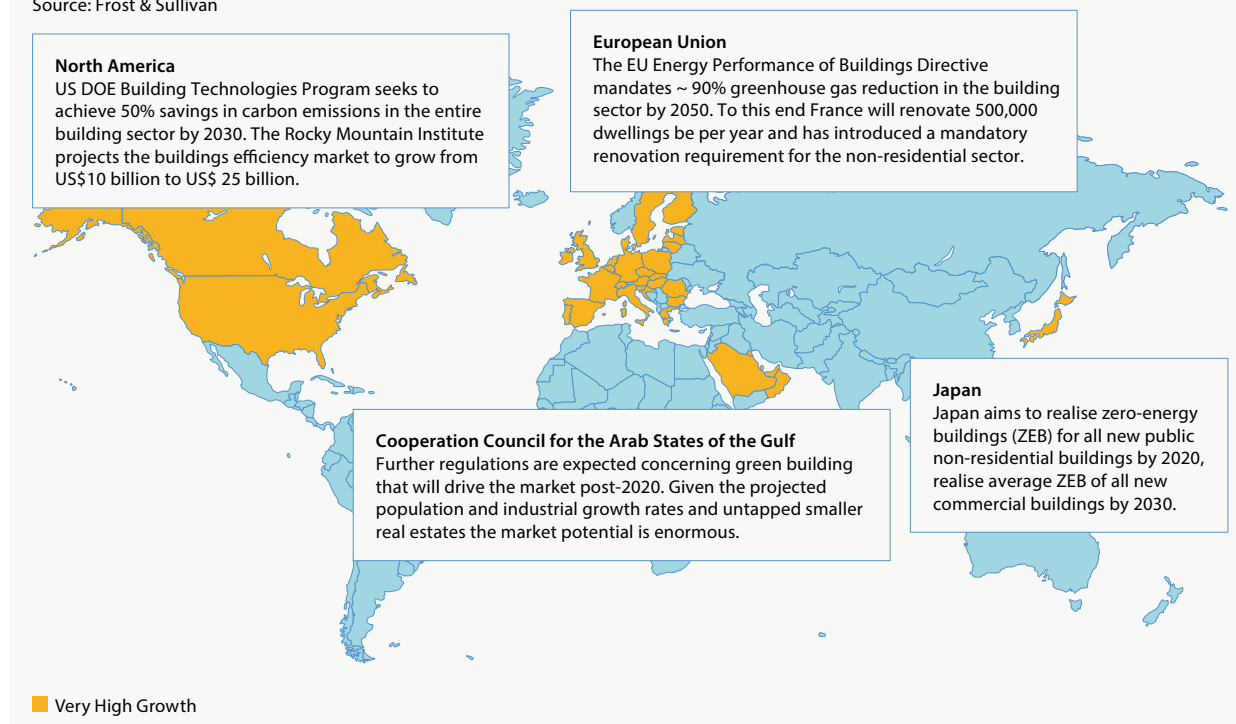 Source: Frost & Sullivan
North America
US DOE Building Technologies Program seeks to
achieve 50% savings in carbon emissions in the entire
building sector by 2030. The Rocky Mountain Institute
projects the buildings efficiency market to grow from
US$10 billion to US$ 25 billion.
European Union
The EU Energy Performance of Buildings Directive
mandates ~ 90% greenhouse gas reduction in the building
sector by 2050. To this end France will renovate 500,000
dwellings be per year and has introduced a mandatory
renovation requirement for the non-residential sector.
Cooperation Council for the Arab States of the Gulf
Further regulations are expected concerning green building
that will drive the market post-2020. Given the projected
population and industrial growth rates and untapped smaller
real estates the market potential is enormous.
Japan
Japan aims to realise zero-energy
buildings (ZEB) for all new public
non-residential buildings by 2020,
realise average ZEB of all new
commercial buildings by 2030.
Very High Growth